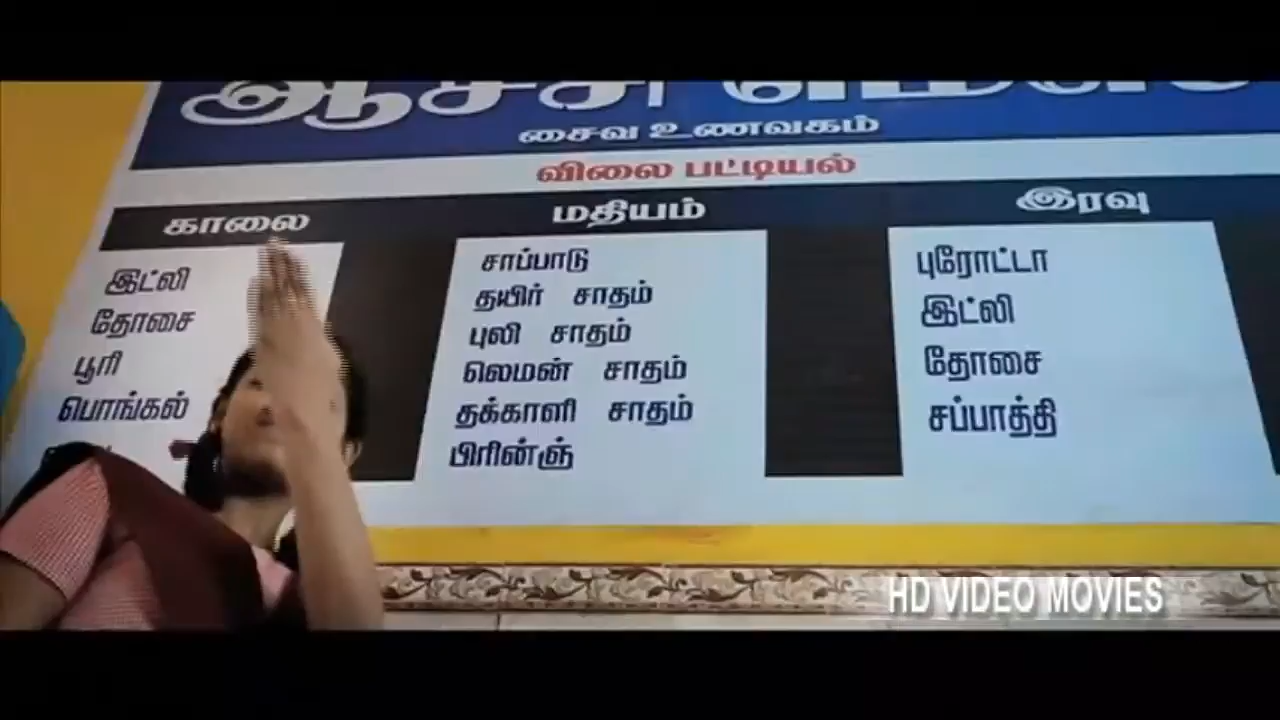 ஆச்சி மெஸ்
சைவ உணவகம்
விலை பட்டியல்
காலை
இட்லி
தோசை
பூரி
பொங்கல்
மதியம்
சாப்பாடு
தயிர் சாதம்
புலி சாதம்
லெமன் சாதம்
தக்காளி சாதம்
பிரின்ஞ்
இரவு
புரோட்டா
இட்லி
தோசை
சப்பாத்தி
HD VIDEO MOVIES